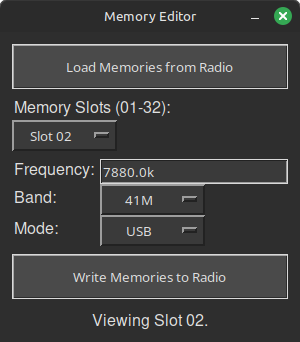 Memory Editor
Load Memories from Radio
Memory Slots (01-32):
Slot 02
Frequency: 7880.0k
Band: 41M
Mode: USB
Write Memories to Radio
Viewing Slot 02.